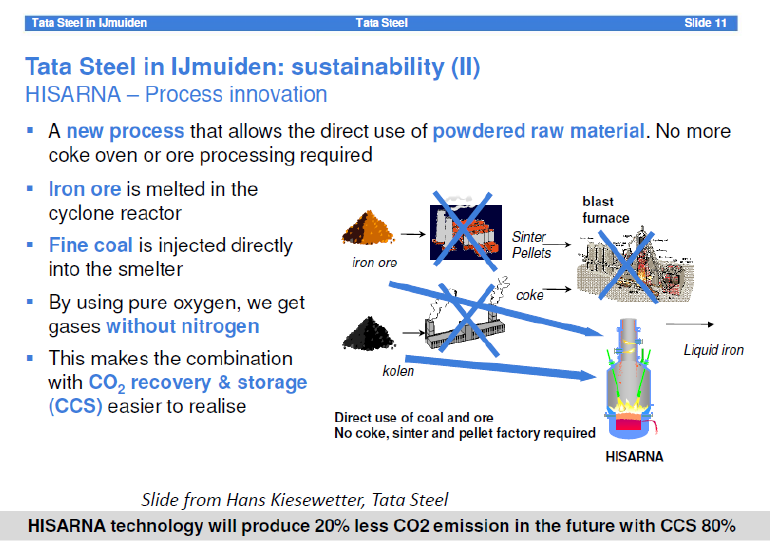 Tata Steel in IJmuiden Tata Steel Slide 11
Tata Steel in IJmuiden: sustainability (II)
HISARNA – Process innovation
▪ A new process that allows the direct use of powdered raw material. No more
coke oven or ore processing required
▪ Iron ore is melted in the
cyclone reactor
▪ Fine coal is injected directly
into the smelter
▪ By using pure oxygen, we get
gases without nitrogen
▪ This makes the combination
with CO2 recovery & storage
(CCS) easier to realise
iron ore
Sinter
Pellets
blast
furnace
coke
kolen
Liquid iron
Direct use of coal and ore
No coke, sinter and pellet factory required
HISARNA
Slide from Hans Kiesewetter, Tata Steel
HISARNA technology will produce 20% less CO2 emission in the future with CCS 80%